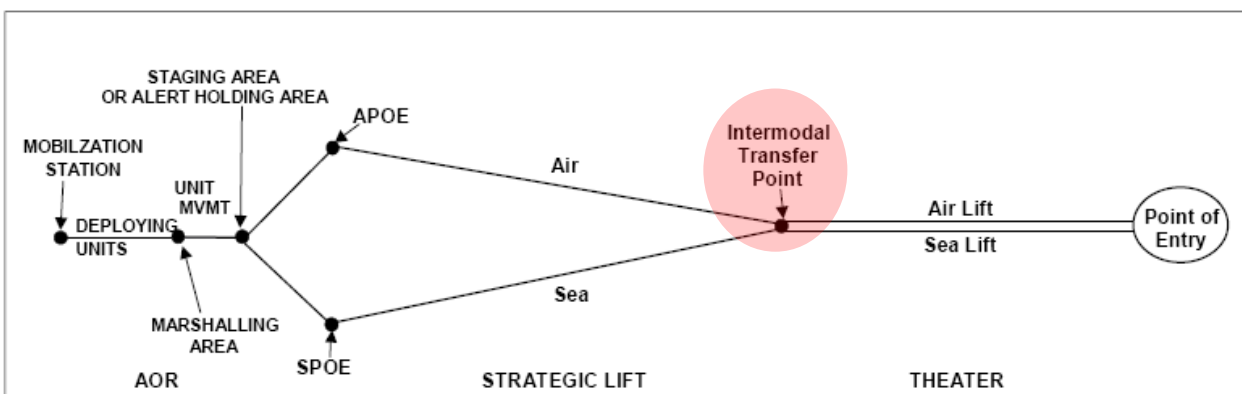 STAGING AREA
OR ALERT HOLDING AREA
APOE
MOBILZATION
STATION
UNIT
MVMT
DEPLOYING
UNITS
MARSHALLING
AREA
SPOE
Air
Sea
Intermodal
Transfer
Point
Air Lift
Sea Lift
Point of
Entry
AOR
STRATEGIC LIFT
THEATER